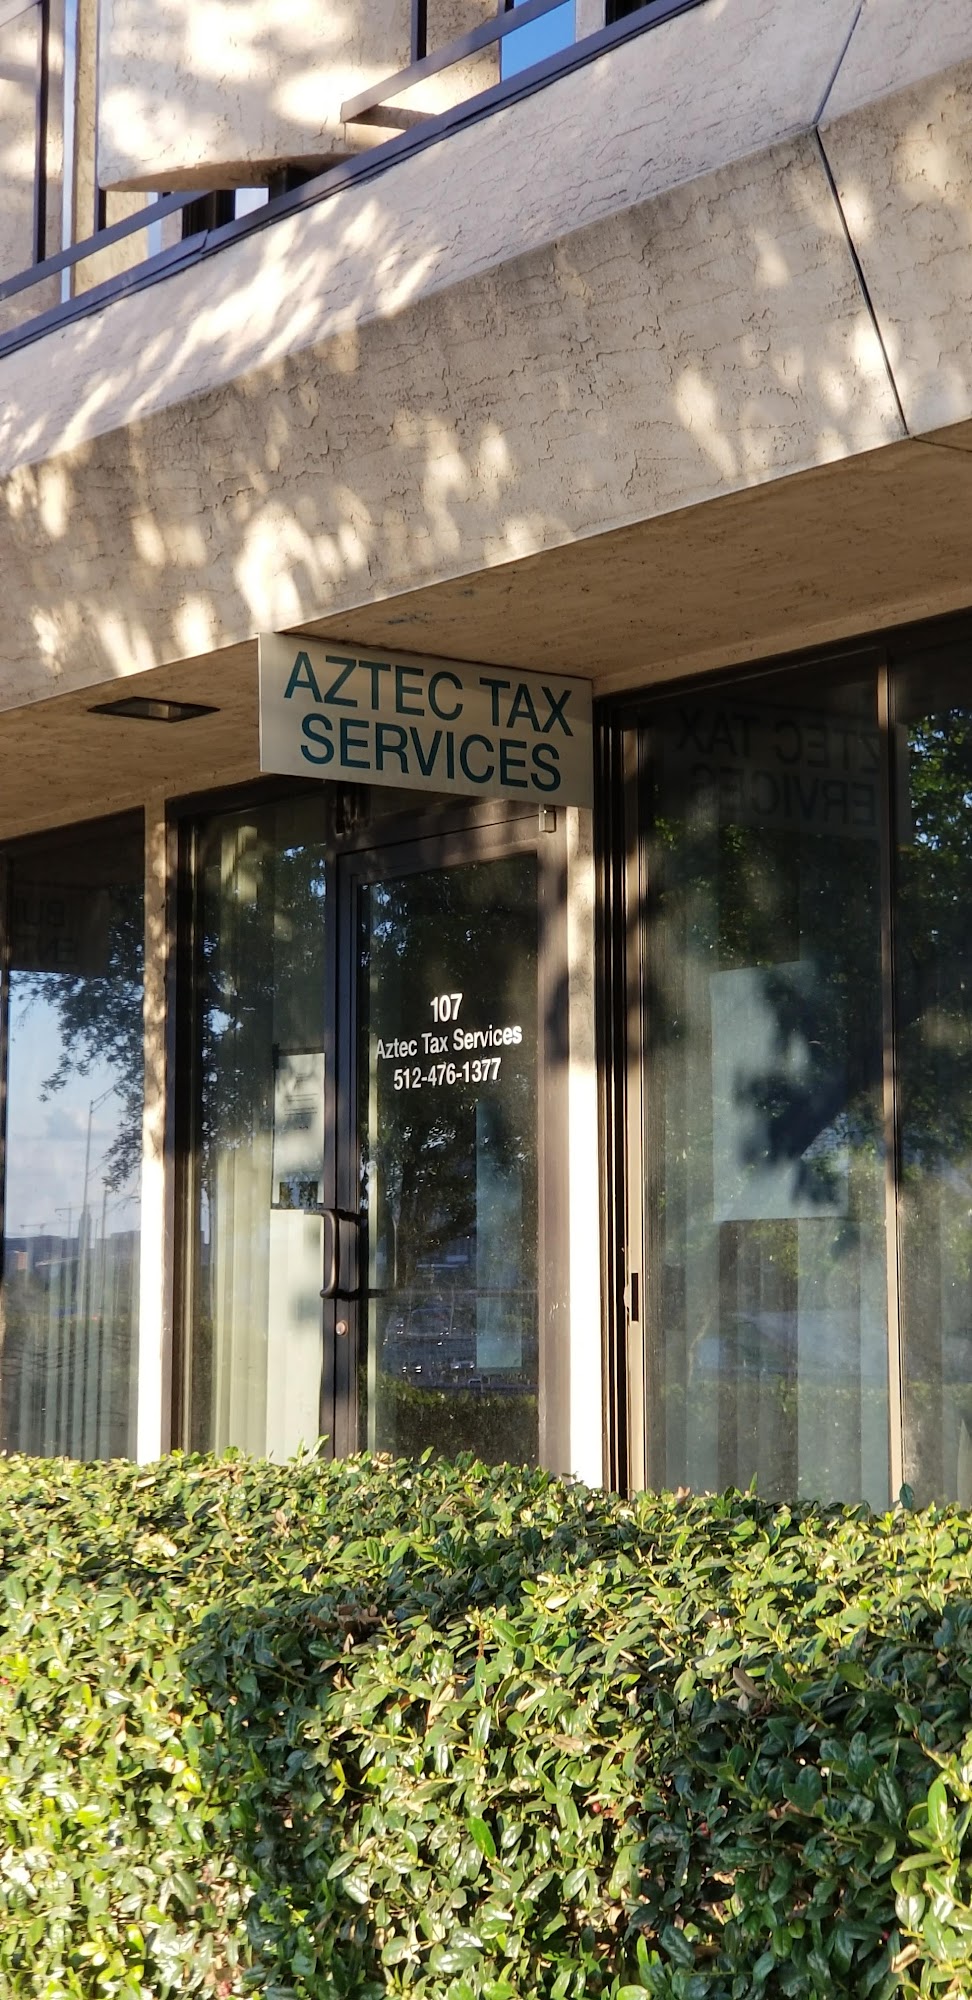 AZTEC TAX
SERVICES
107
Aztec Tax Services
512-476-1377